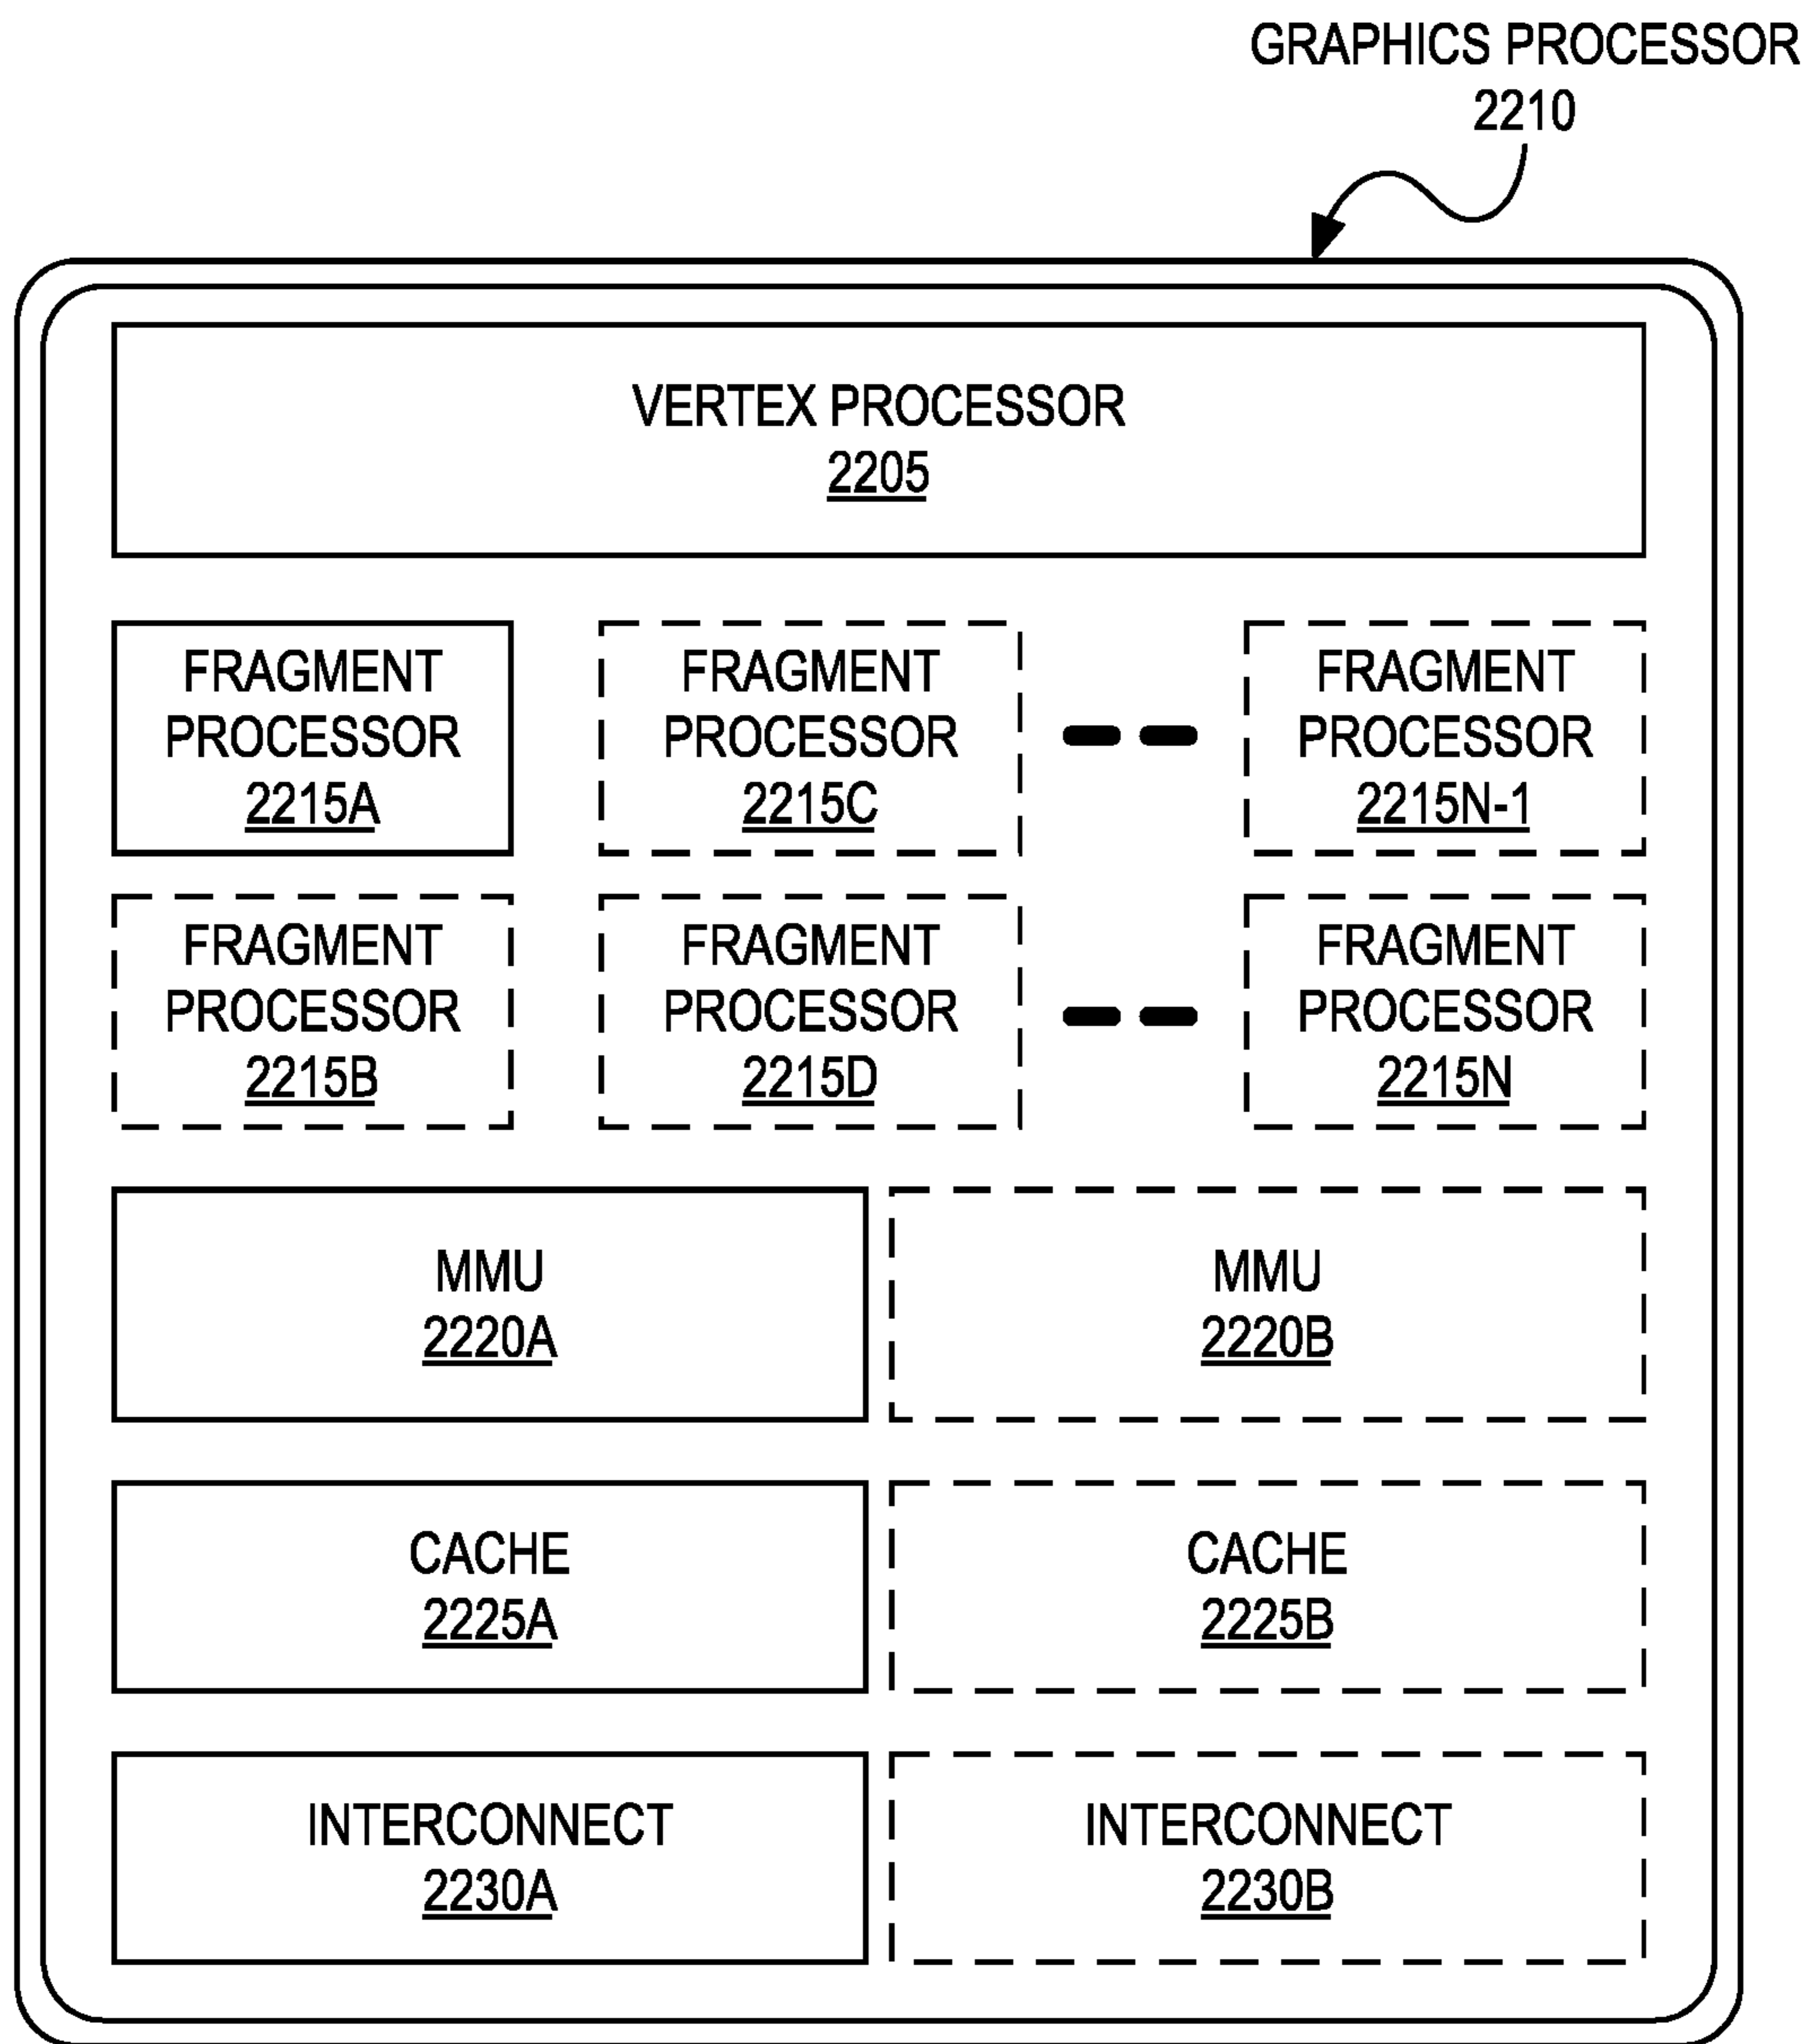 GRAPHICS PROCESSOR
2210
VERTEX PROCESSOR
2205
FRAGMENT
PROCESSOR
2215A
FRAGMENT
PROCESSOR
2215C
FRAGMENT
PROCESSOR
2215N-1
FRAGMENT
PROCESSOR
2215B
FRAGMENT
PROCESSOR
2215D
FRAGMENT
PROCESSOR
2215N
MMU
2220A
MMU
2220B
CACHE
2225A
CACHE
2225B
INTERCONNECT
2230A
INTERCONNECT
2230B